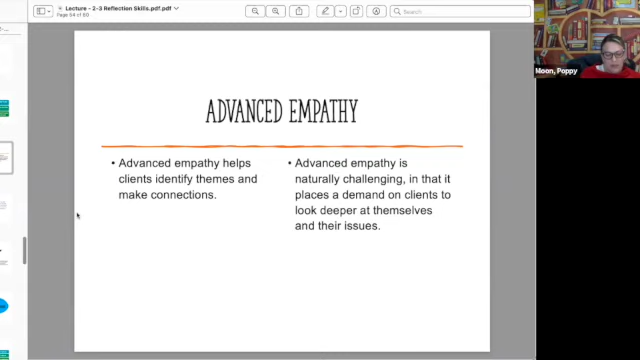 Lecture - 2-3 Reflection Skills.pdf.pdf
Page 54 of 60
Search
Moon, Poppy
ADVANCED EMPATHY
• Advanced empathy helps
clients identify themes and
make connections.
• Advanced empathy is
naturally challenging, in that it
places a demand on clients to
look deeper at themselves
and their issues.